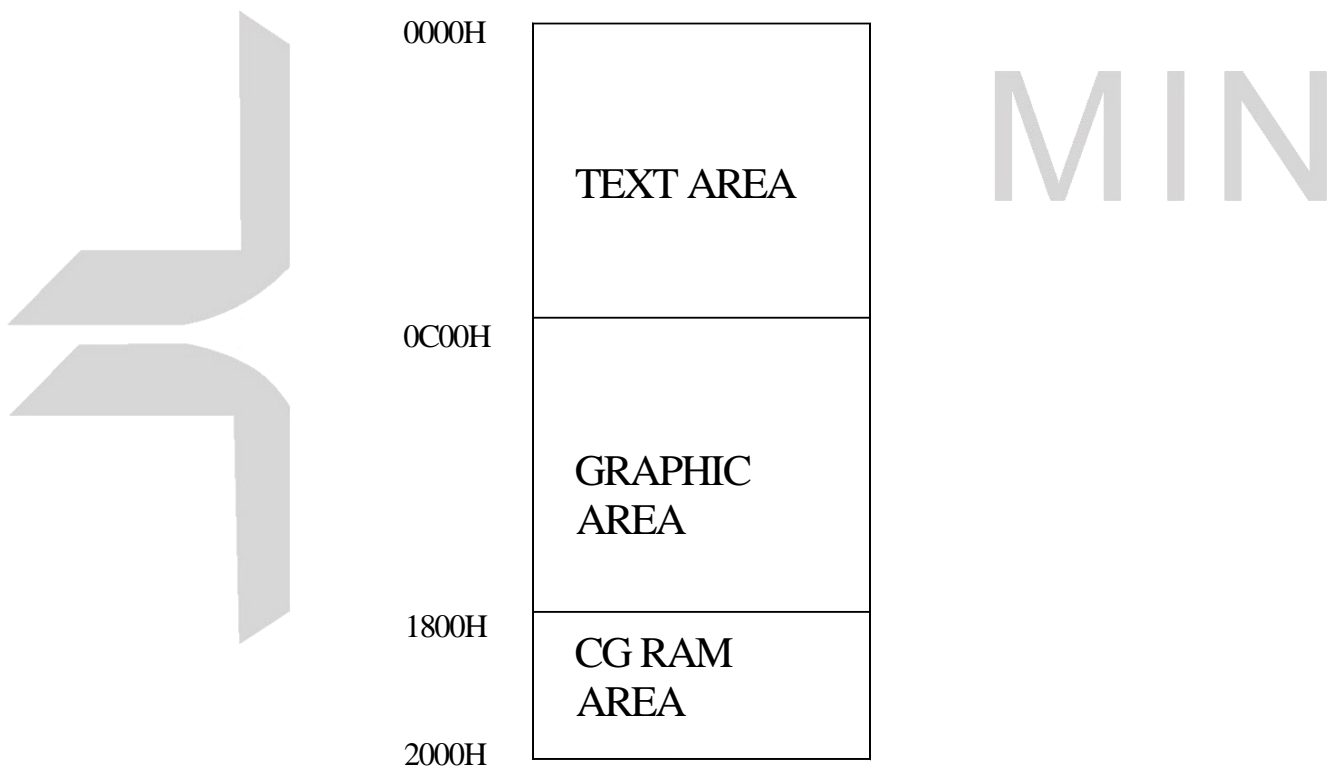 0000H
MIN
TEXT AREA
0C00H
GRAPHIC
AREA
1800H
CG RAM
AREA
2000H